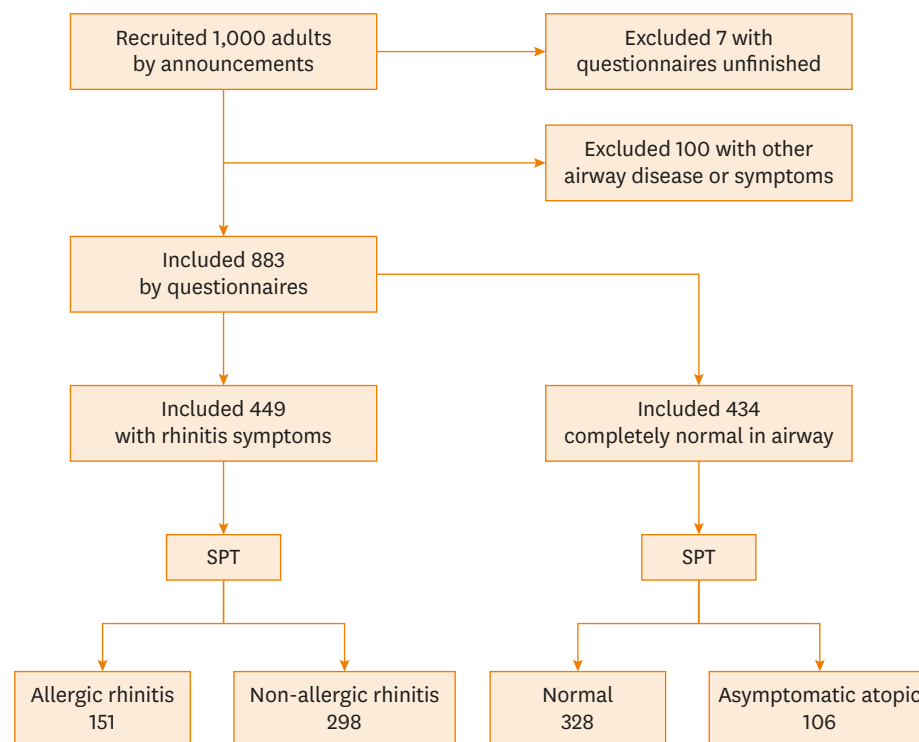 Recruited 1,000 adults
by announcements
Excluded 7 with
questionnaires unfinished
Excluded 100 with other
airway disease or symptoms
Included 883
by questionnaires
Included 449
with rhinitis symptoms
Included 434
completely normal in airway
SPT
SPT
Allergic rhinitis
151
Non-allergic rhinitis
298
Normal
328
Asymptomatic atopic
106